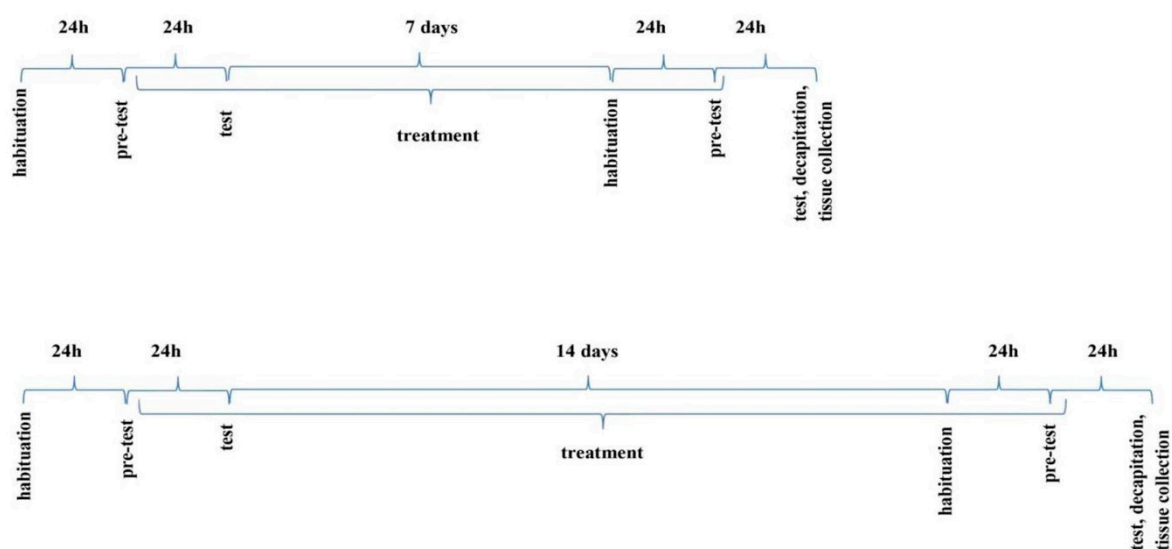 24h
24h
7 days
24h
24h
habituation
pre-test
test
treatment
habituation
pre-test
test, decapitation,
tissue collection
24h
24h
14 days
24h
24h
habituation
pre-test
test
treatment
habituation
pre-test
test, decapitation,
tissue collection